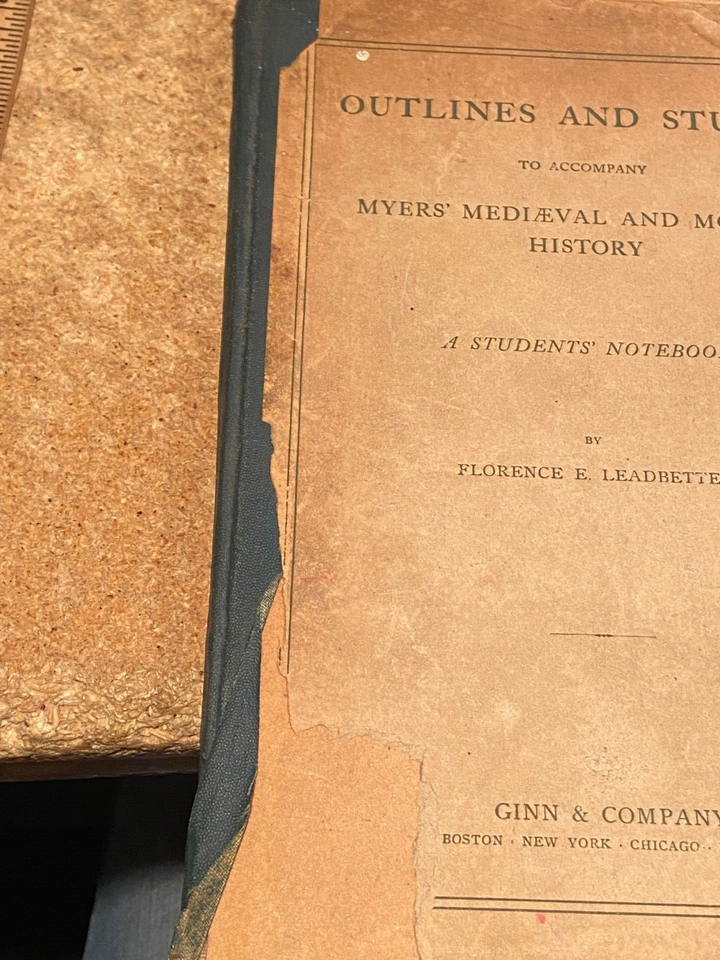 OUTLINES AND STU
TO ACCOMPANY
MYERS' MEDIÆVAL AND MO
HISTORY
A STUDENTS' NOTEBOO
BY
FLORENCE E. LEADBETTE
GINN & COMPANY
BOSTON · NEW YORK · CHICAGO ·